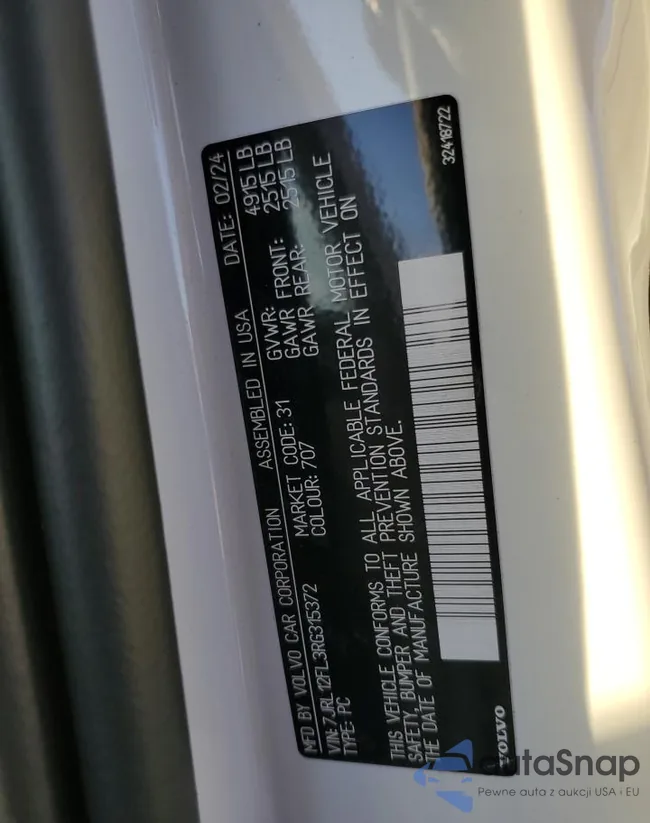 MFD BY VOLVO CAR CORPORATION ASSEMBLED IN USA DATE: 02/24
VIN: 7JRL12FL3RG315372 MARKET CODE: 31 GVWR: 4915 LB
TYPE: PC COLOUR: 707 GAWR FRONT: 2515 LB
GAWR REAR: 2515 LB
THIS VEHICLE CONFORMS TO ALL APPLICABLE FEDERAL MOTOR VEHICLE
SAFETY, BUMPER AND THEFT PREVENTION STANDARDS IN EFFECT ON
THE DATE OF MANUFACTURE SHOWN ABOVE.
VOLVO
32418722
autaSnap
Pewne auta z aukcji USA i EU